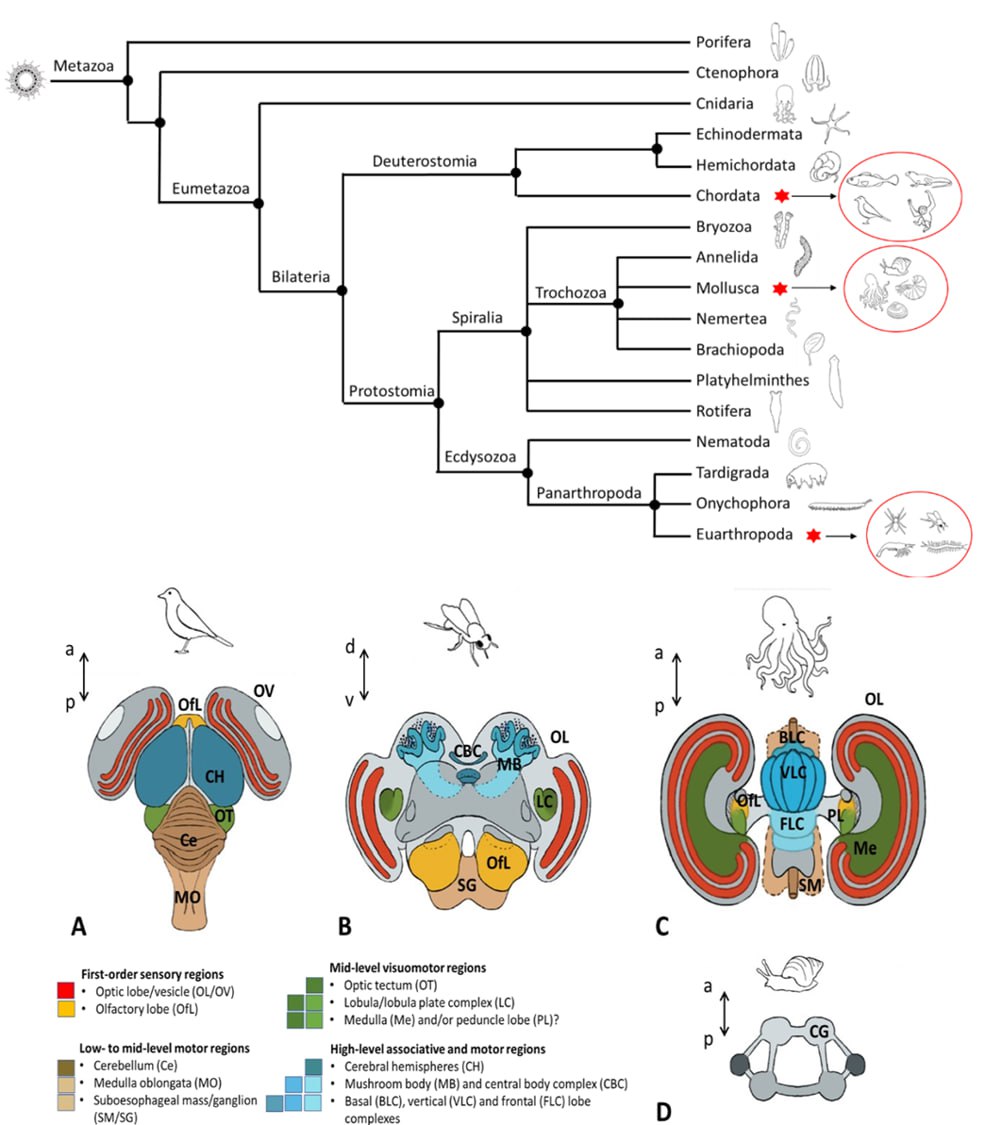 Metazoa
Porifera
Ctenophora
Cnidaria
Echinodermata
Deuterostomia
Hemichordata
Eumetazoa
Chordata
Bryozoa
Annelida
Bilateria
Trochozoa
Mollusca
Spiralia
Nemertea
Brachiopoda
Platyhelminthes
Protostomia
Rotifera
Nematoda
Ecdysozoa
Tardigrada
Panarthropoda
Onychophora
Euarthropoda
a
p
OfL
OV
CH
OT
Ce
MO
A
d
v
CBC
OL
MB
LC
OfL
SG
B
a
p
OL
BLC
VLC
OfL
FLC
PL
Me
SM
C
First-order sensory regions
• Optic lobe/vesicle (OL/OV)
• Olfactory lobe (OfL)
Low- to mid-level motor regions
• Cerebellum (Ce)
• Medulla oblongata (MO)
• Suboesophageal mass/ganglion
(SM/SG)
Mid-level visuomotor regions
• Optic tectum (OT)
• Lobula/lobula plate complex (LC)
• Medulla (Me) and/or peduncle lobe (PL)?
High-level associative and motor regions
• Cerebral hemispheres (CH)
• Mushroom body (MB) and central body complex (CBC)
• Basal (BLC), vertical (VLC) and frontal (FLC) lobe
complexes
a
p
CG
D